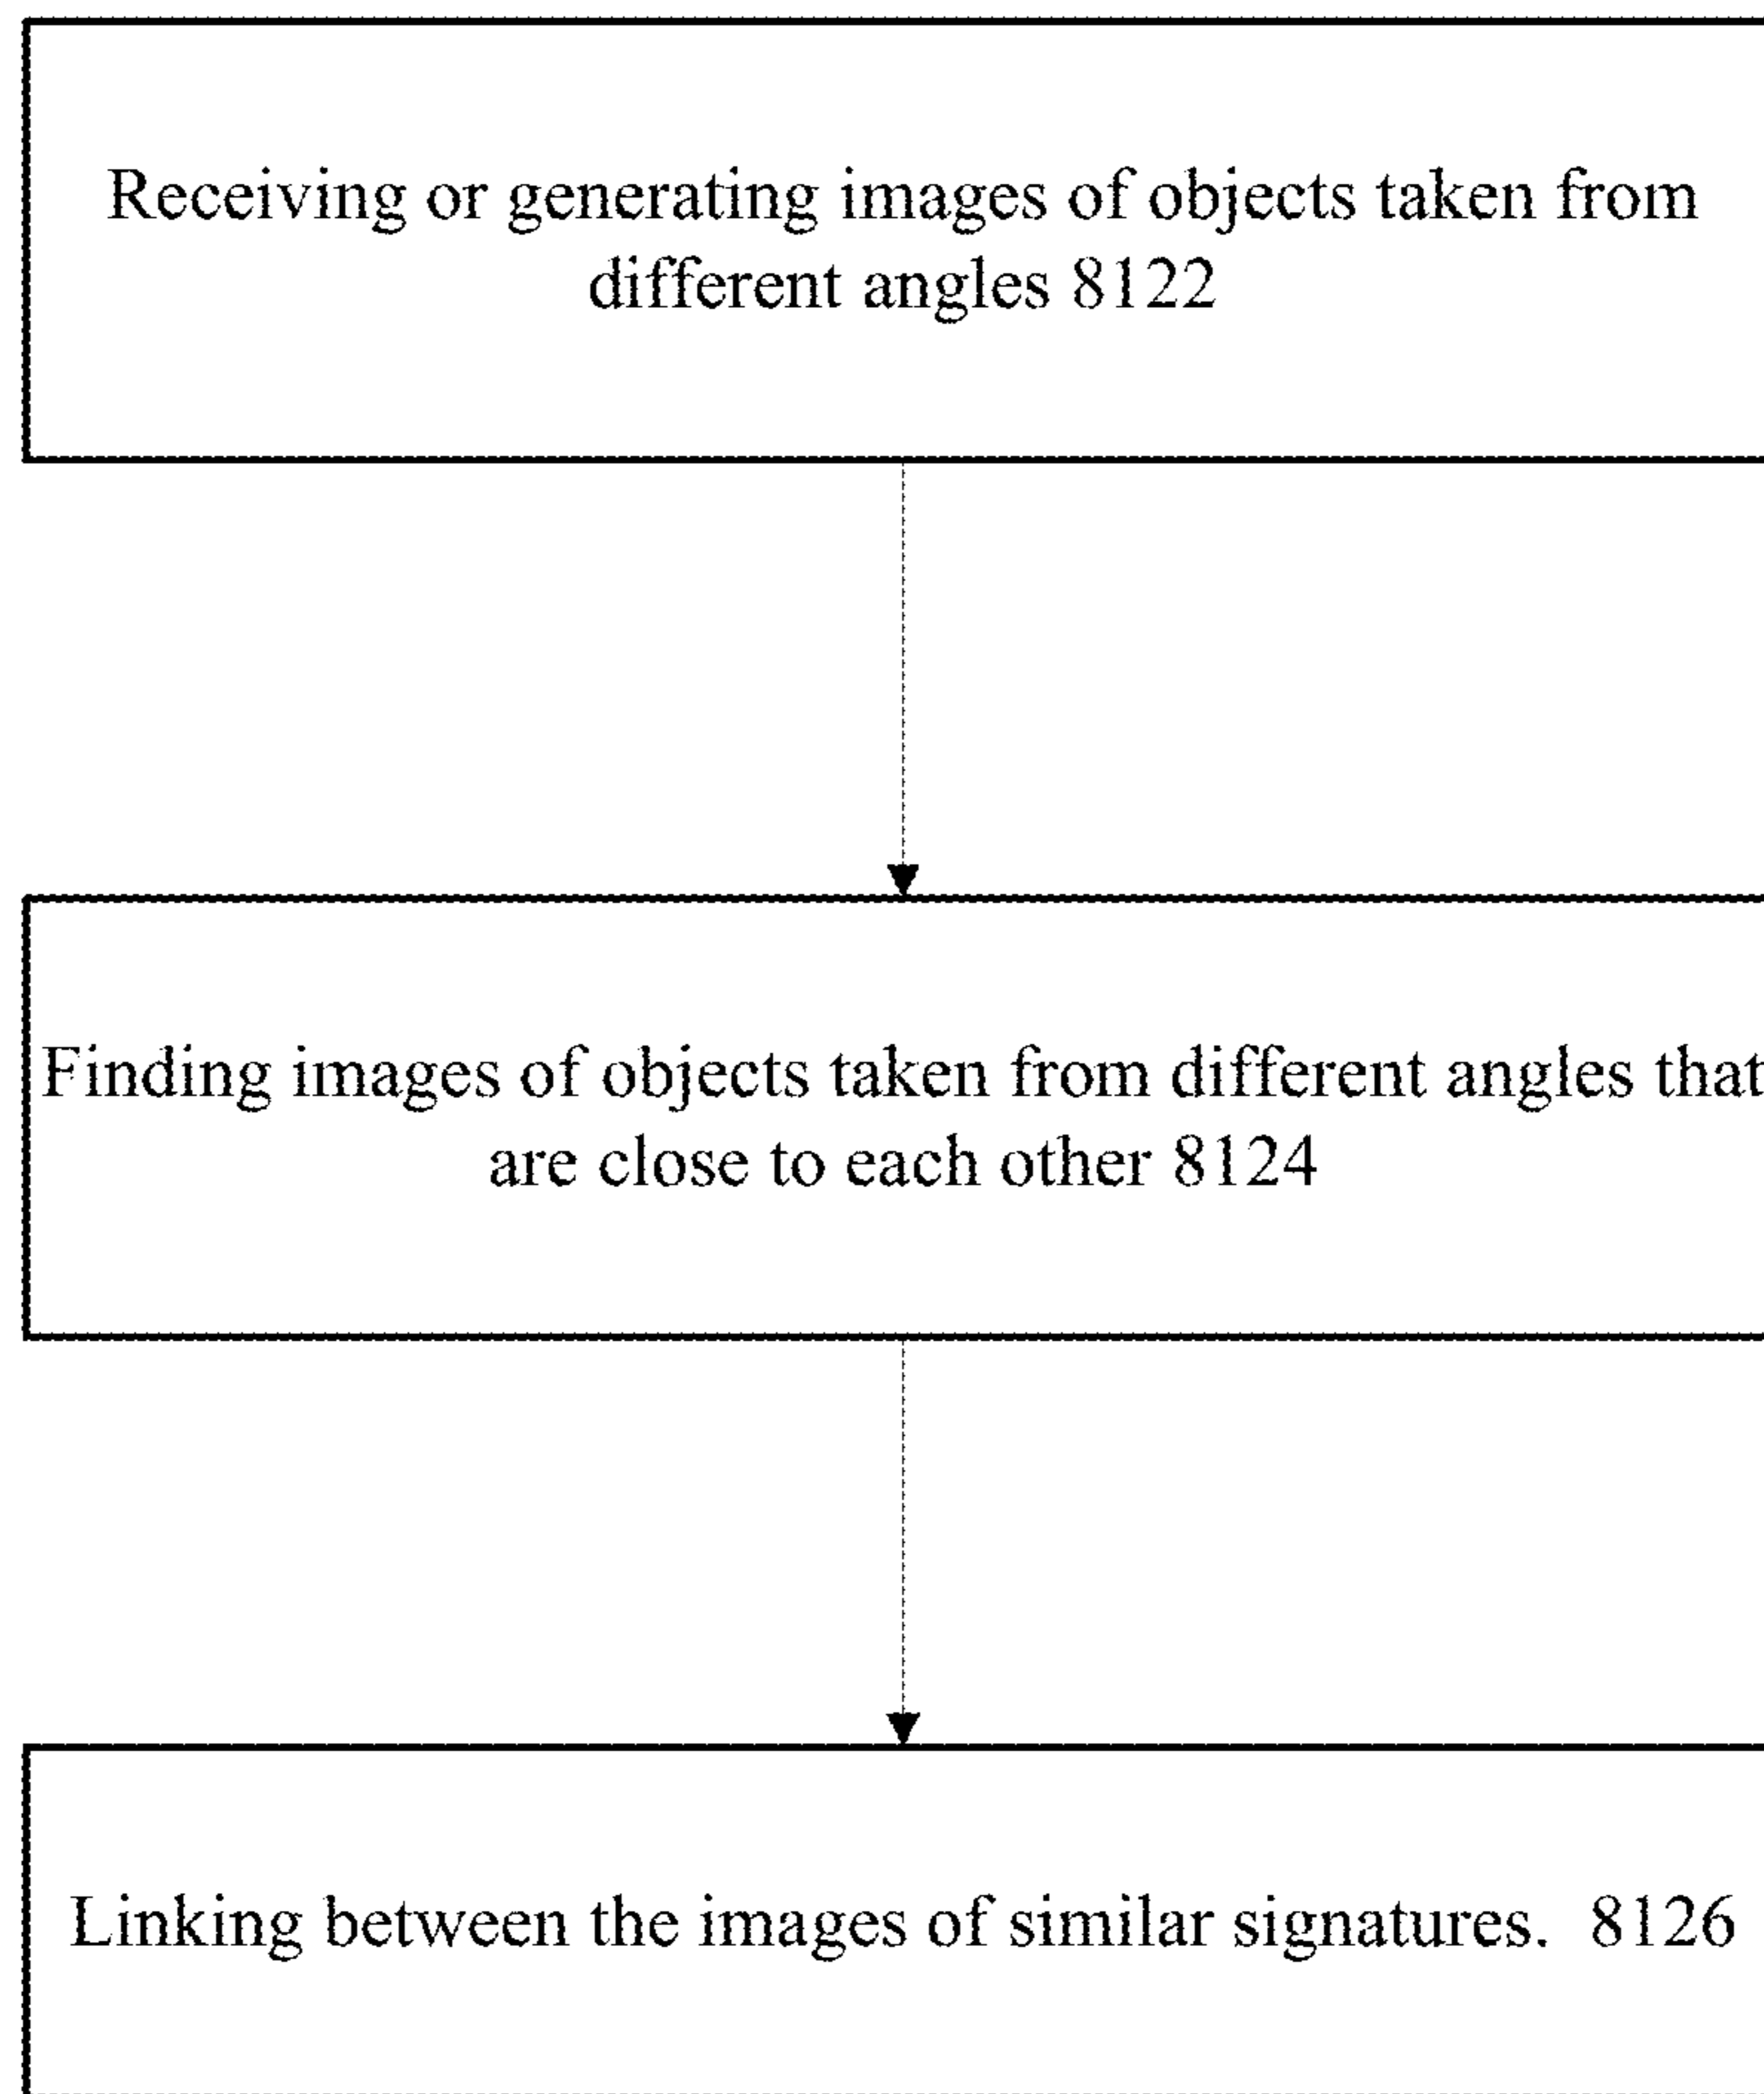 Receiving or generating images of objects taken from
different angles 8122
Finding images of objects taken from different angles that
are close to each other 8124
Linking between the images of similar signatures.  8126